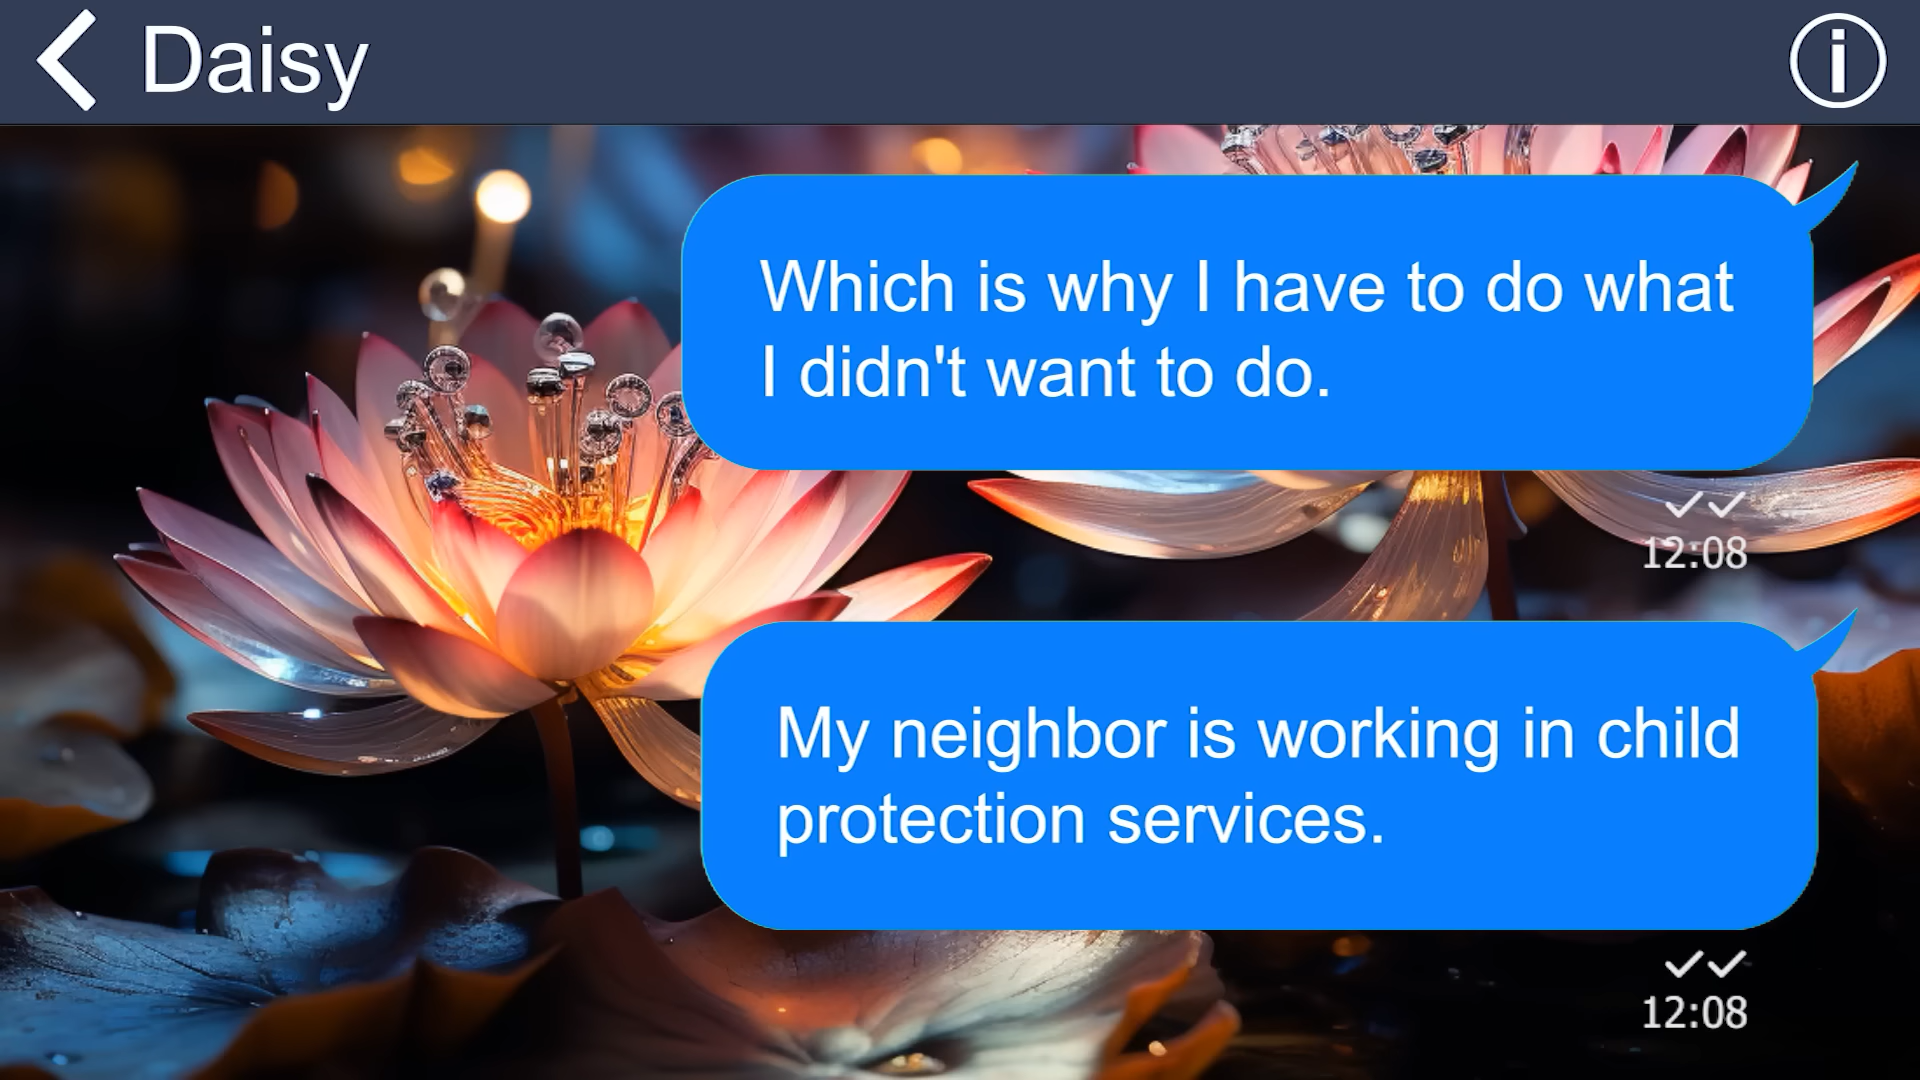 Daisy
Which is why I have to do what
I didn't want to do.
12:08
My neighbor is working in child
protection services.
12:08